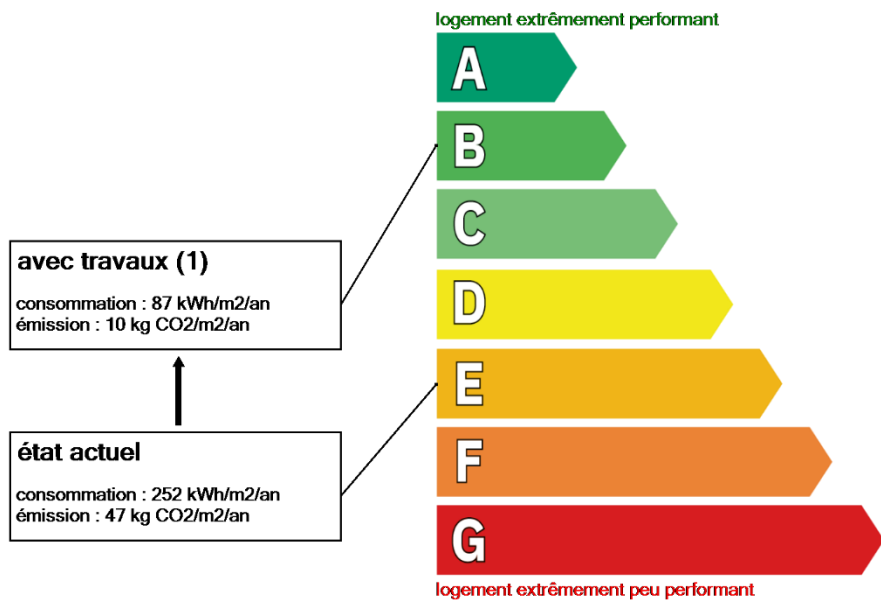 logement extrêmement performant
A
B
C
D
E
F
G
logement extrêmement peu performant
avec travaux (1)
consommation : 87 kWh/m2/an
émission : 10 kg CO2/m2/an
état actuel
consommation : 252 kWh/m2/an
émission : 47 kg CO2/m2/an